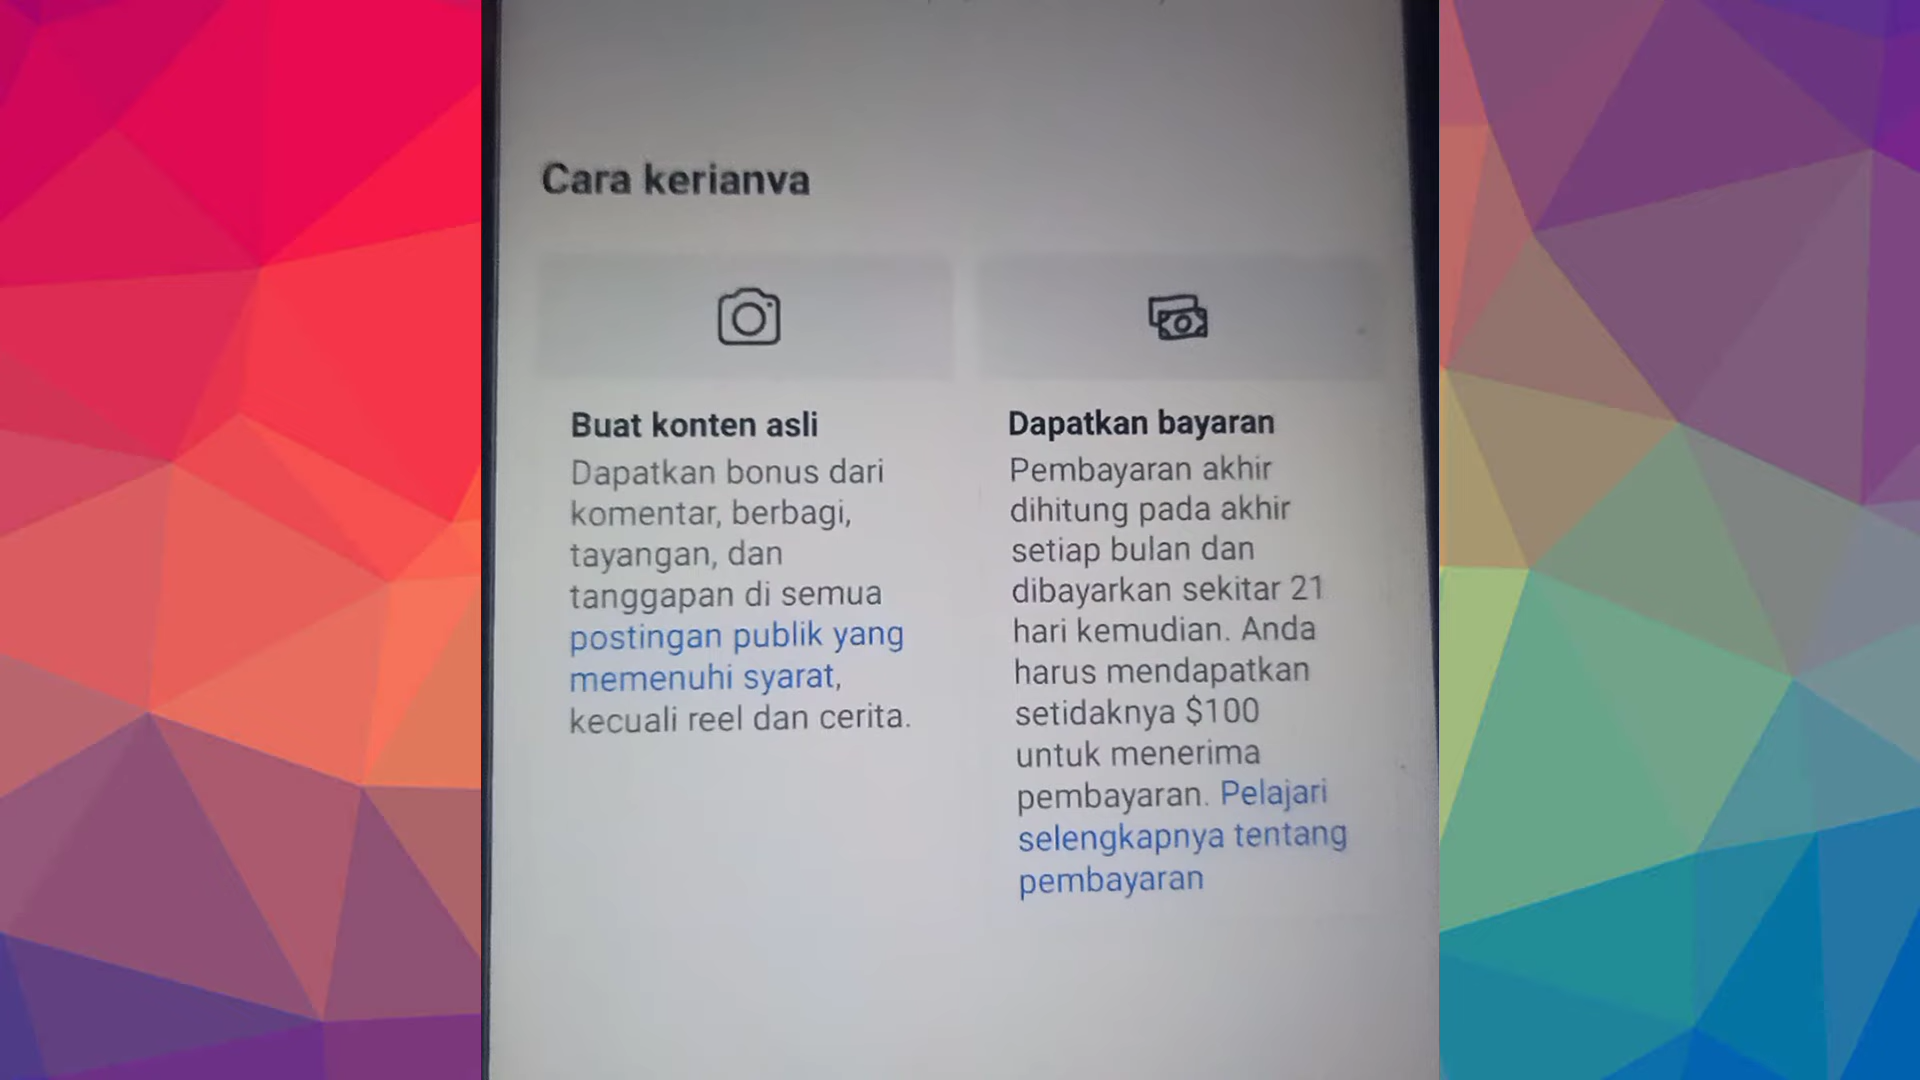 Cara kerjanya
Buat konten asli
Dapatkan bonus dari
komentar, berbagi,
tayangan, dan
tanggapan di semua
postingan publik yang
memenuhi syarat,
kecuali reel dan cerita.
Dapatkan bayaran
Pembayaran akhir
dihitung pada akhir
setiap bulan dan
dibayarkan sekitar 21
hari kemudian. Anda
harus mendapatkan
setidaknya $100
untuk menerima
pembayaran. Pelajari
selengkapnya tentang
pembayaran